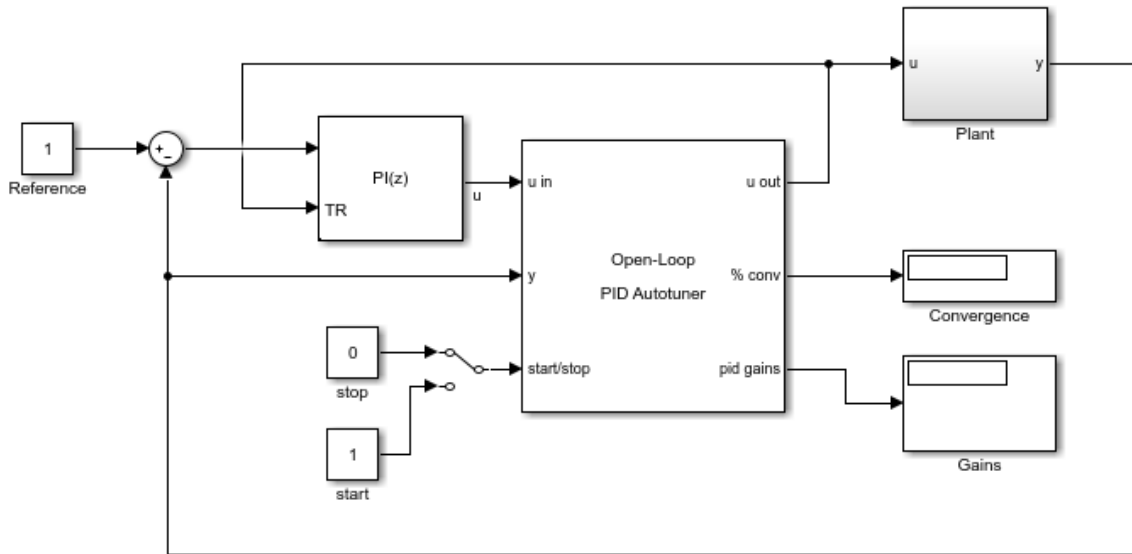 u
y
Plant
1
Reference
+
−
PI(z)
TR
u
u in
y
start/stop
Open-Loop
PID Autotuner
u out
% conv
pid gains
Convergence
Gains
0
stop
1
start